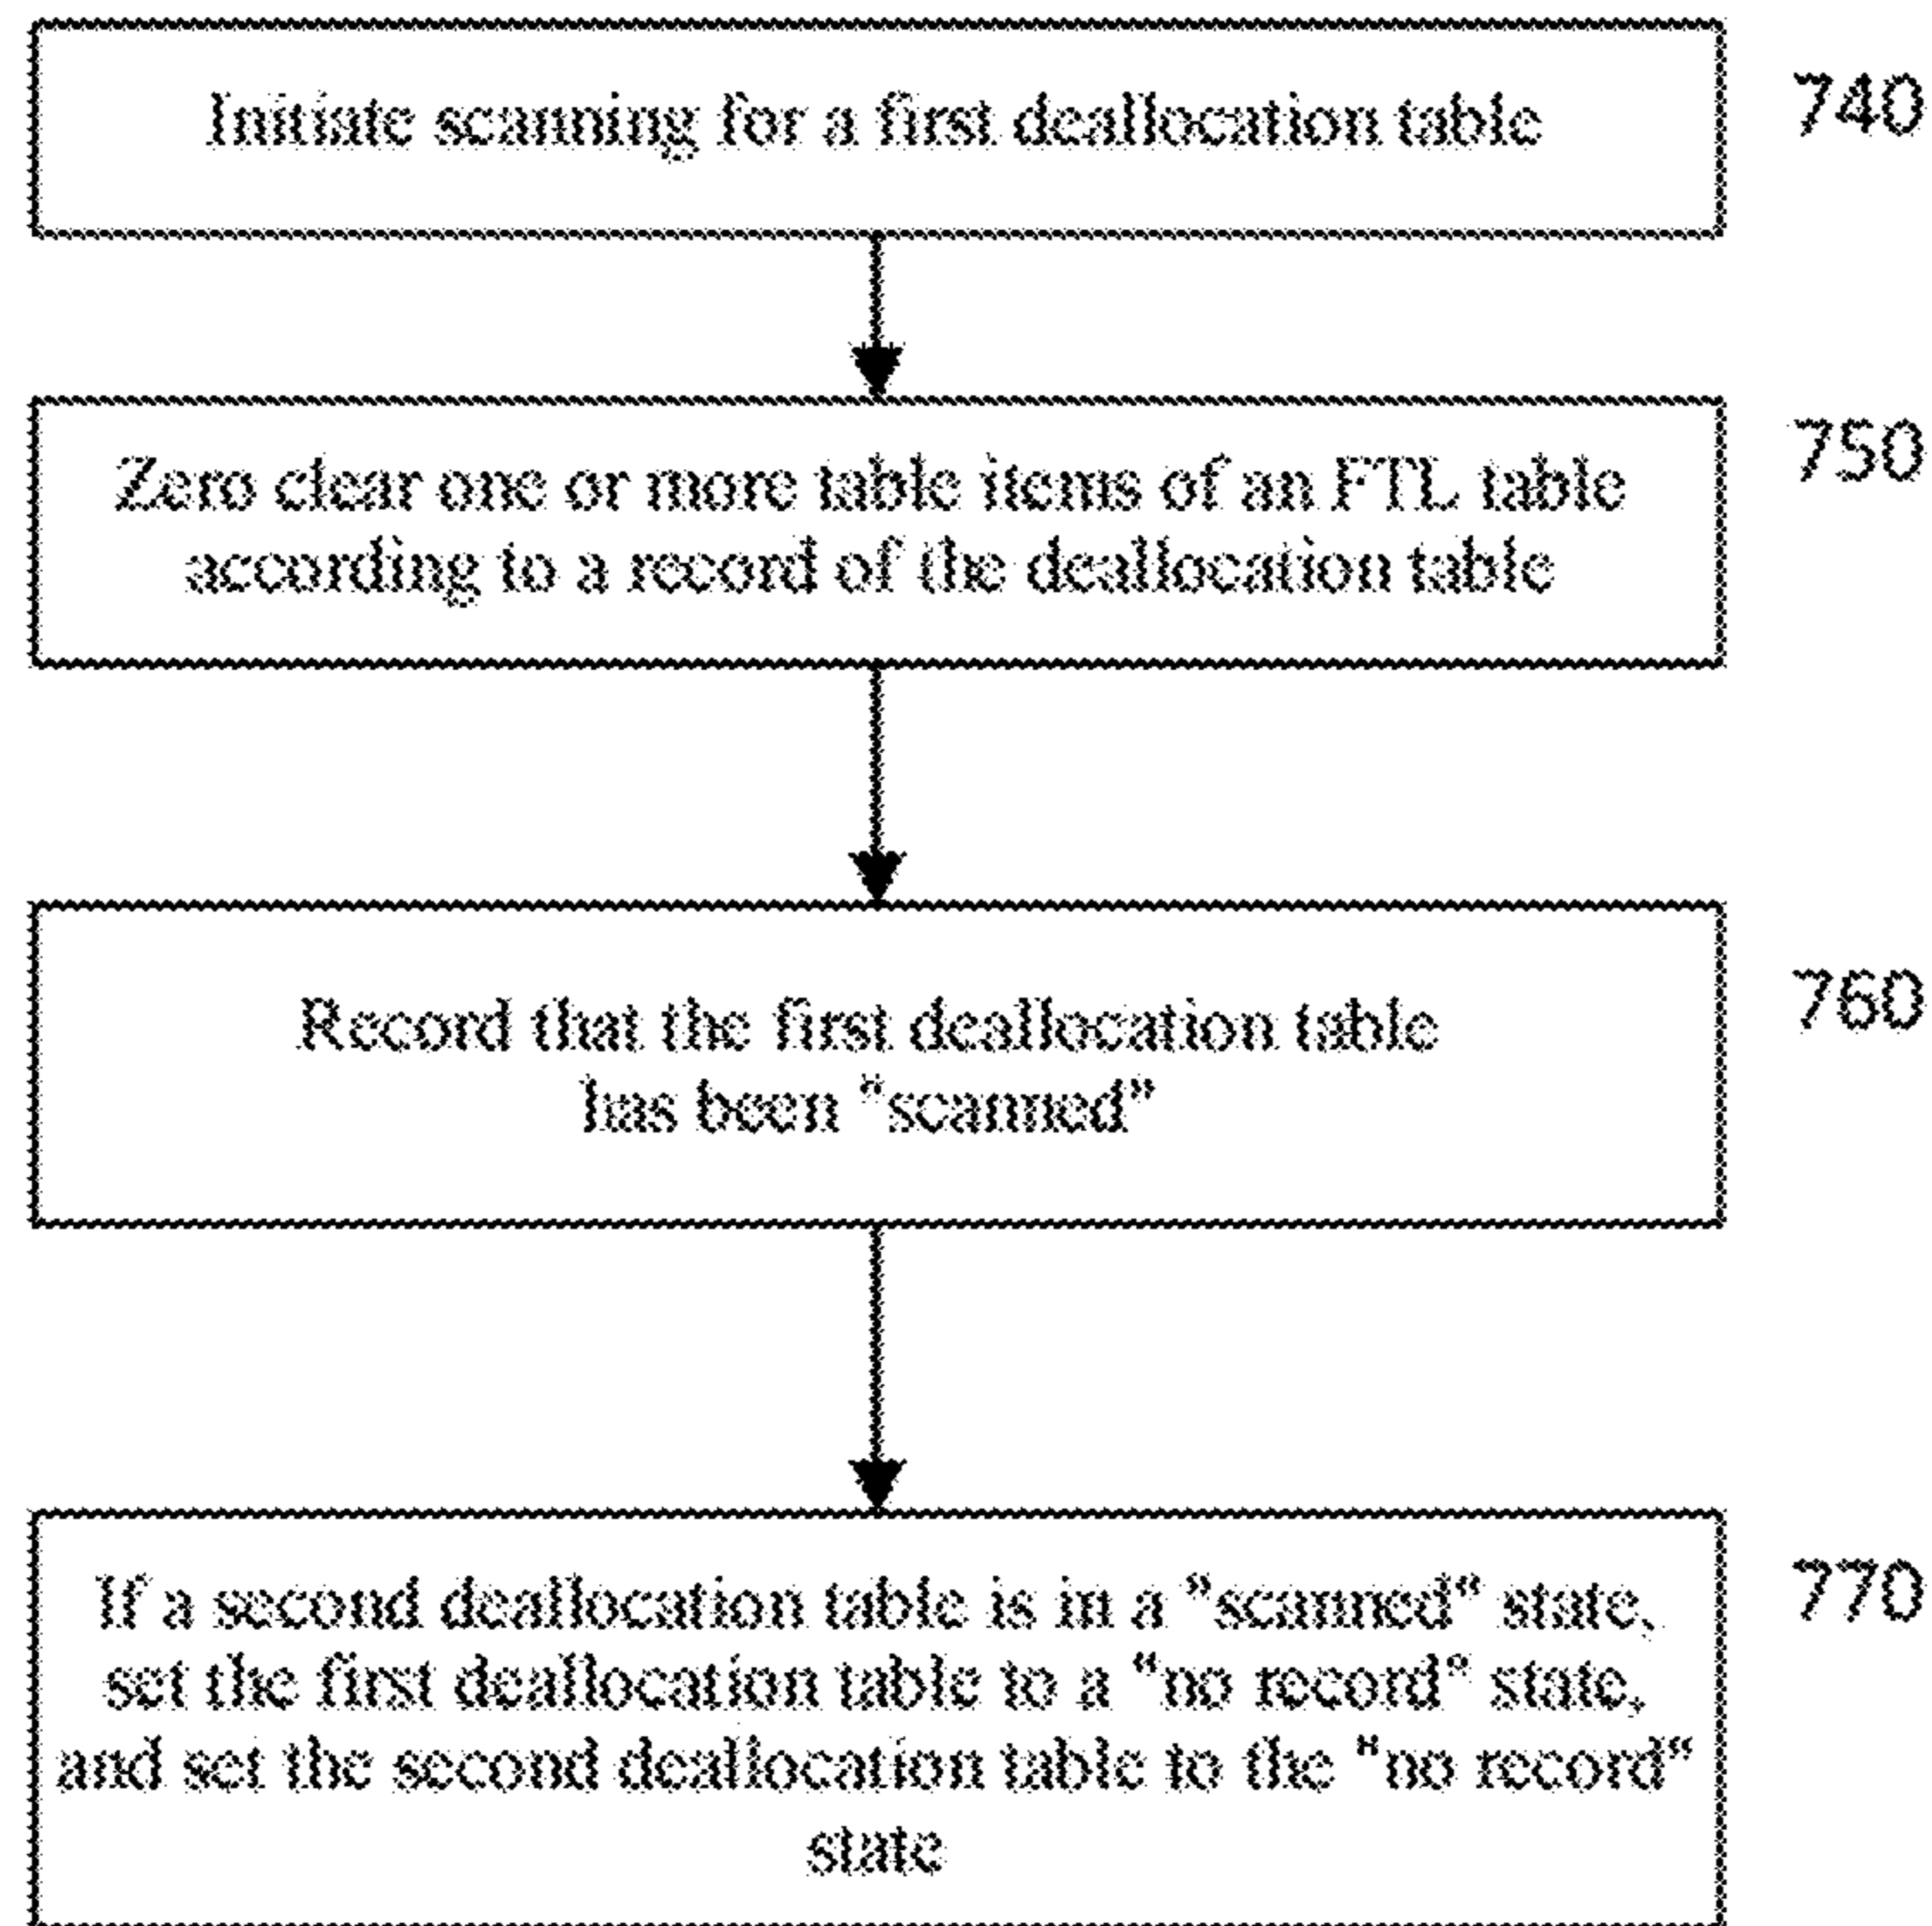 Initiate scanning for a first deallocation table
740
Zero clear one or more table items of an FTL table
according to a record of the deallocation table
750
Record that the first deallocation table
has been "scanned"
760
If a second deallocation table is in a "scanned" state,
set the first deallocation table to a "no record" state,
and set the second deallocation table to the "no record"
state
770